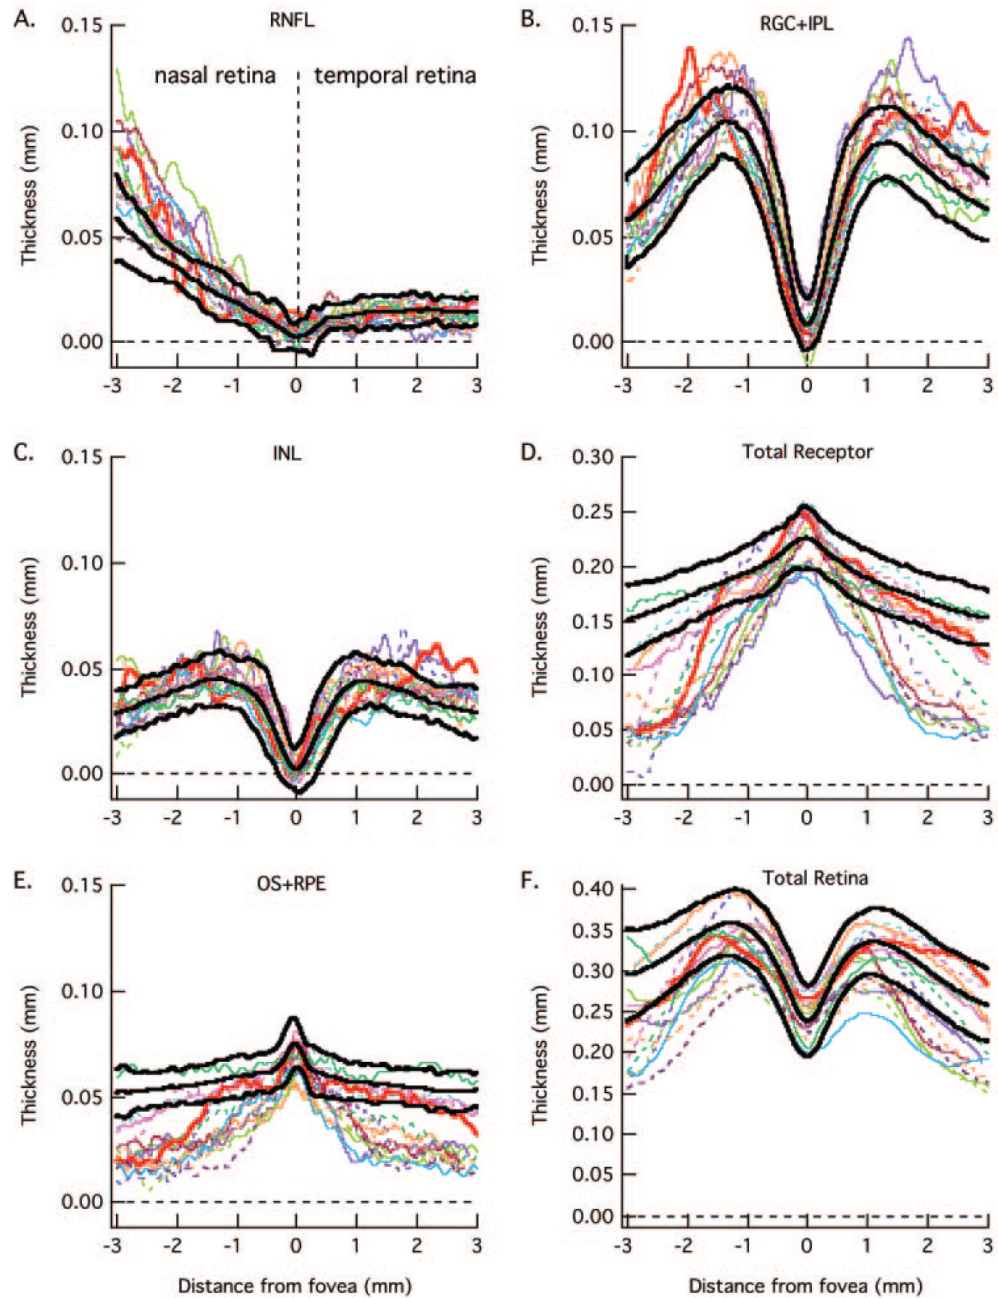 A.
RNFL
0.15
0.10
0.05
0.00
Thickness (mm)
nasal retina
temporal retina
-3 -2 -1 0 1 2 3
B.
RGC+IPL
0.15
0.10
0.05
0.00
Thickness (mm)
-3 -2 -1 0 1 2 3
C.
INL
0.15
0.10
0.05
0.00
Thickness (mm)
-3 -2 -1 0 1 2 3
D.
Total Receptor
0.30
0.25
0.20
0.15
0.10
0.05
0.00
Thickness (mm)
-3 -2 -1 0 1 2 3
E.
OS+RPE
0.15
0.10
0.05
0.00
Thickness (mm)
-3 -2 -1 0 1 2 3
Distance from fovea (mm)
F.
Total Retina
0.40
0.35
0.30
0.25
0.20
0.15
0.10
0.05
0.00
Thickness (mm)
-3 -2 -1 0 1 2 3
Distance from fovea (mm)